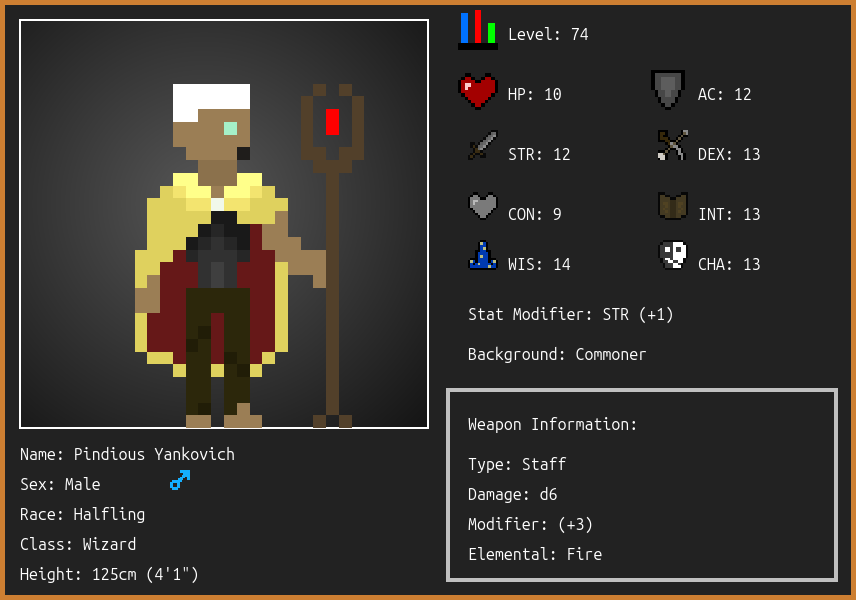 Level: 74
HP: 10
AC: 12
STR: 12
DEX: 13
CON: 9
INT: 13
WIS: 14
CHA: 13
Stat Modifier: STR (+1)
Background: Commoner
Weapon Information:
Type: Staff
Damage: d6
Modifier: (+3)
Elemental: Fire
Name: Pindious Yankovich
Sex: Male
Race: Halfling
Class: Wizard
Height: 125cm (4'1")